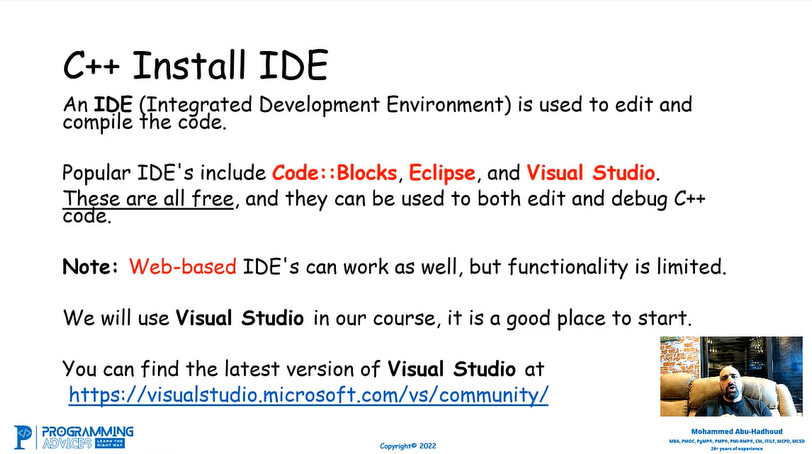 C++ Install IDE
An IDE (Integrated Development Environment) is used to edit and
compile the code.
Popular IDE's include Code::Blocks, Eclipse, and Visual Studio.
These are all free, and they can be used to both edit and debug C++
code.
Note: Web-based IDE's can work as well, but functionality is limited.
We will use Visual Studio in our course, it is a good place to start.
You can find the latest version of Visual Studio at
https://visualstudio.microsoft.com/vs/community/
PROGRAMMING
ADVICES LEARN THE RIGHT WAY
Copyright© 2022
Mohammed Abu-Hadhoud
MBA, PMOC, PgMP®, PMP®, PMI-RMP®, CM, ITILF, MCPD, MCSD
26+ years of experience